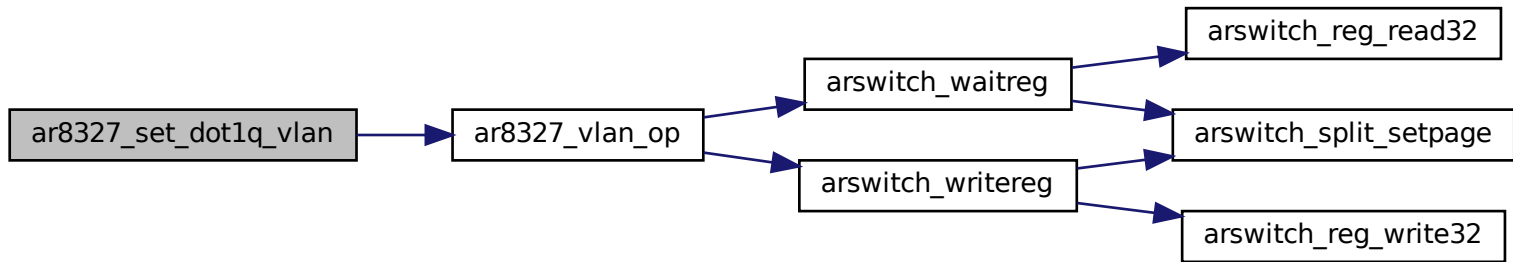 ar8327_set_dot1q_vlan
ar8327_vlan_op
arswitch_waitreg
arswitch_writereg
arswitch_reg_read32
arswitch_split_setpage
arswitch_reg_write32